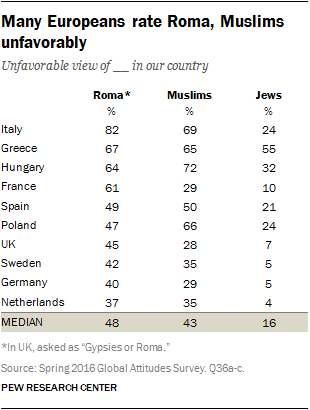 Many Europeans rate Roma, Muslims
unfavorably
Unfavorable view of __ in our country
Roma* Muslims Jews
% % %
Italy 82 69 24
Greece 67 65 55
Hungary 64 72 32
France 61 29 10
Spain 49 50 21
Poland 47 66 24
UK 45 28 7
Sweden 42 35 5
Germany 40 29 5
Netherlands 37 35 4
MEDIAN 48 43 16
*In UK, asked as “Gypsies or Roma.”
Source: Spring 2016 Global Attitudes Survey. Q36a-c.
PEW RESEARCH CENTER